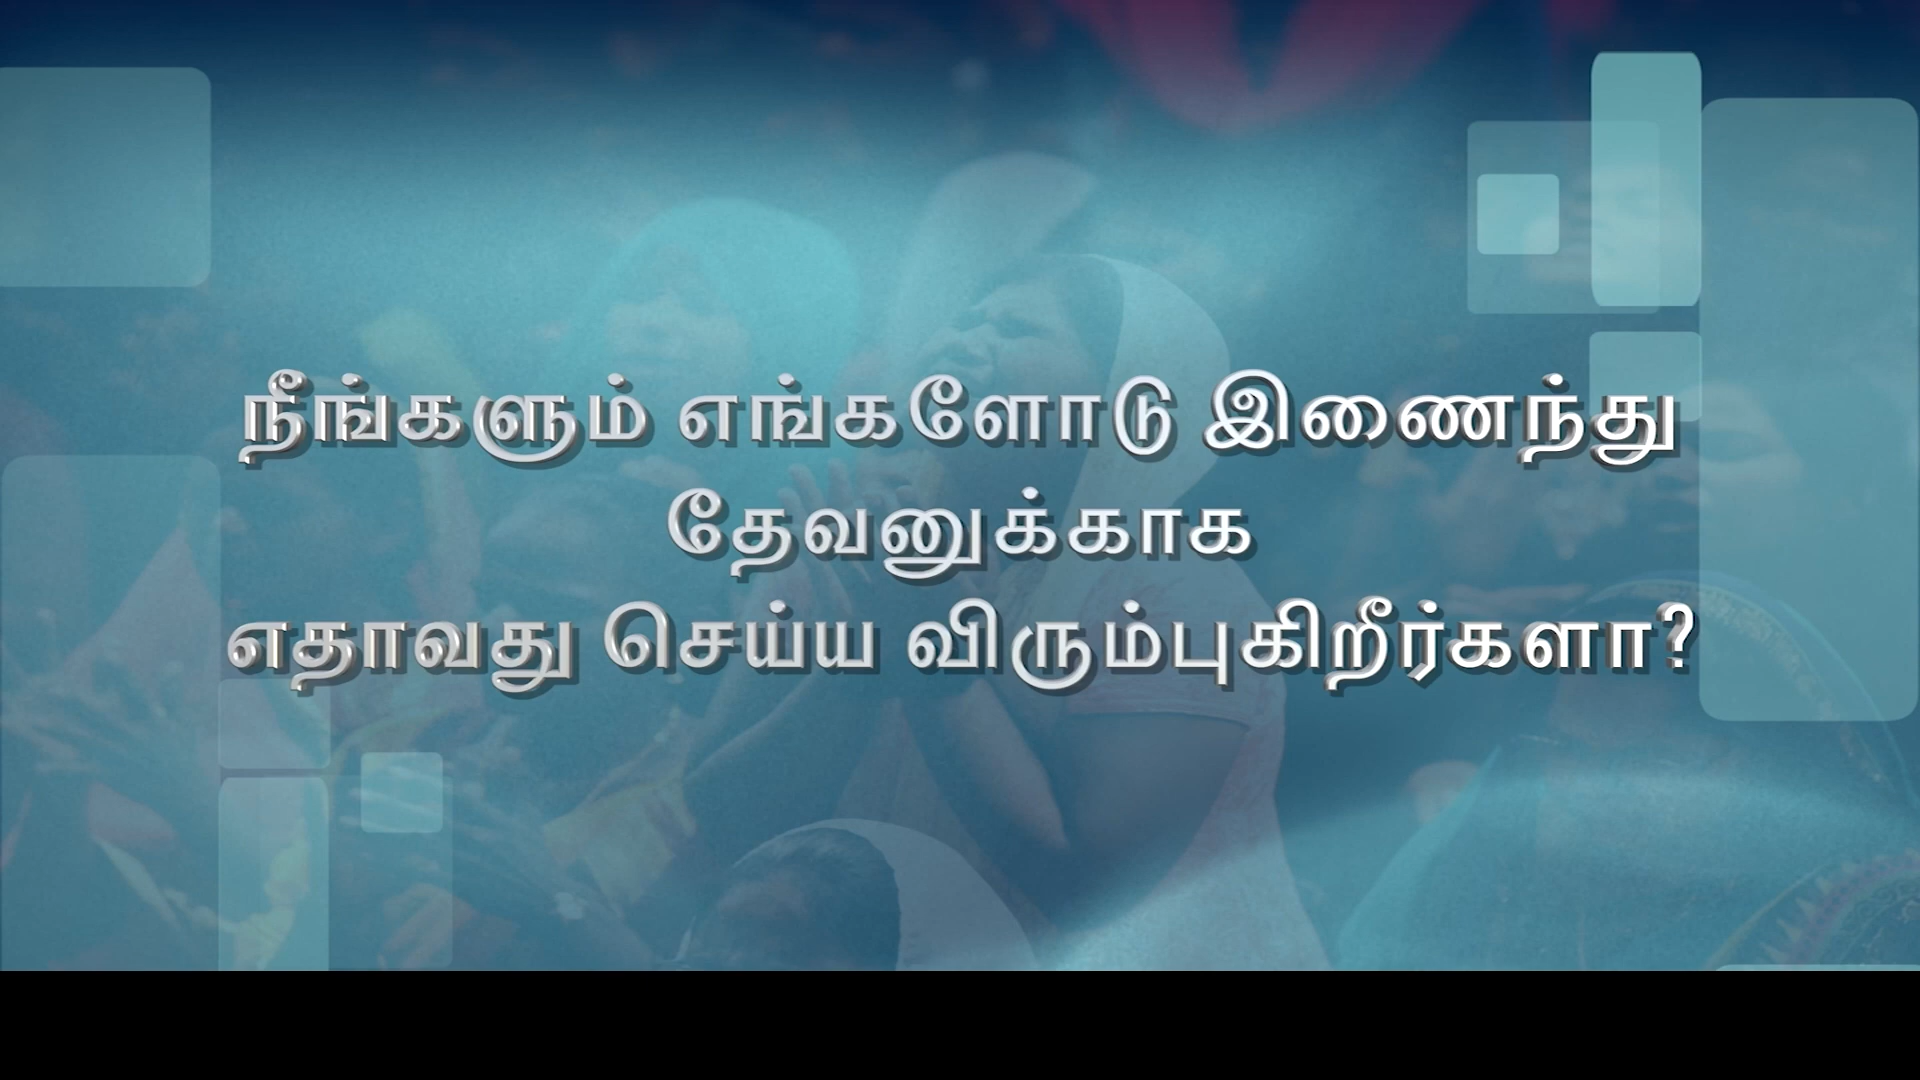 நீங்களும் எங்களோடு இணைந்து
தேவனுக்காக
எதாவது செய்ய விரும்புகிறீர்களா?